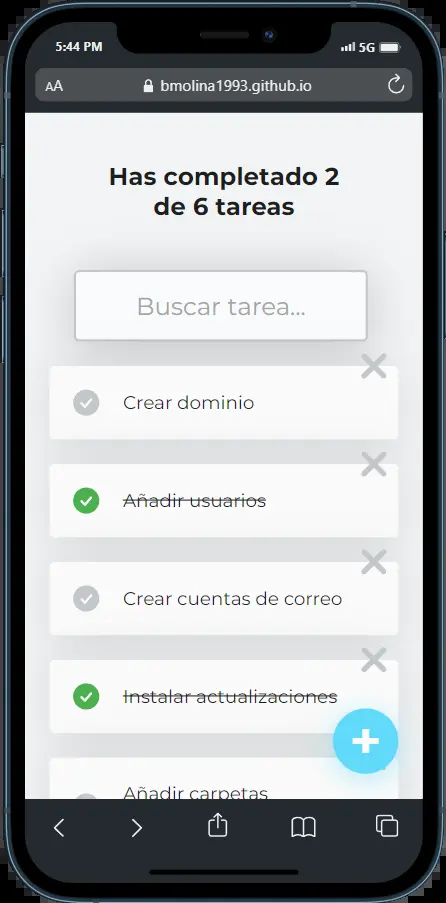 5:44 PM
5G
AA
bmolina1993.github.io
Has completado 2
de 6 tareas
Buscar tarea...
Crear dominio
Añadir usuarios
Crear cuentas de correo
Instalar actualizaciones
Añadir carpetas